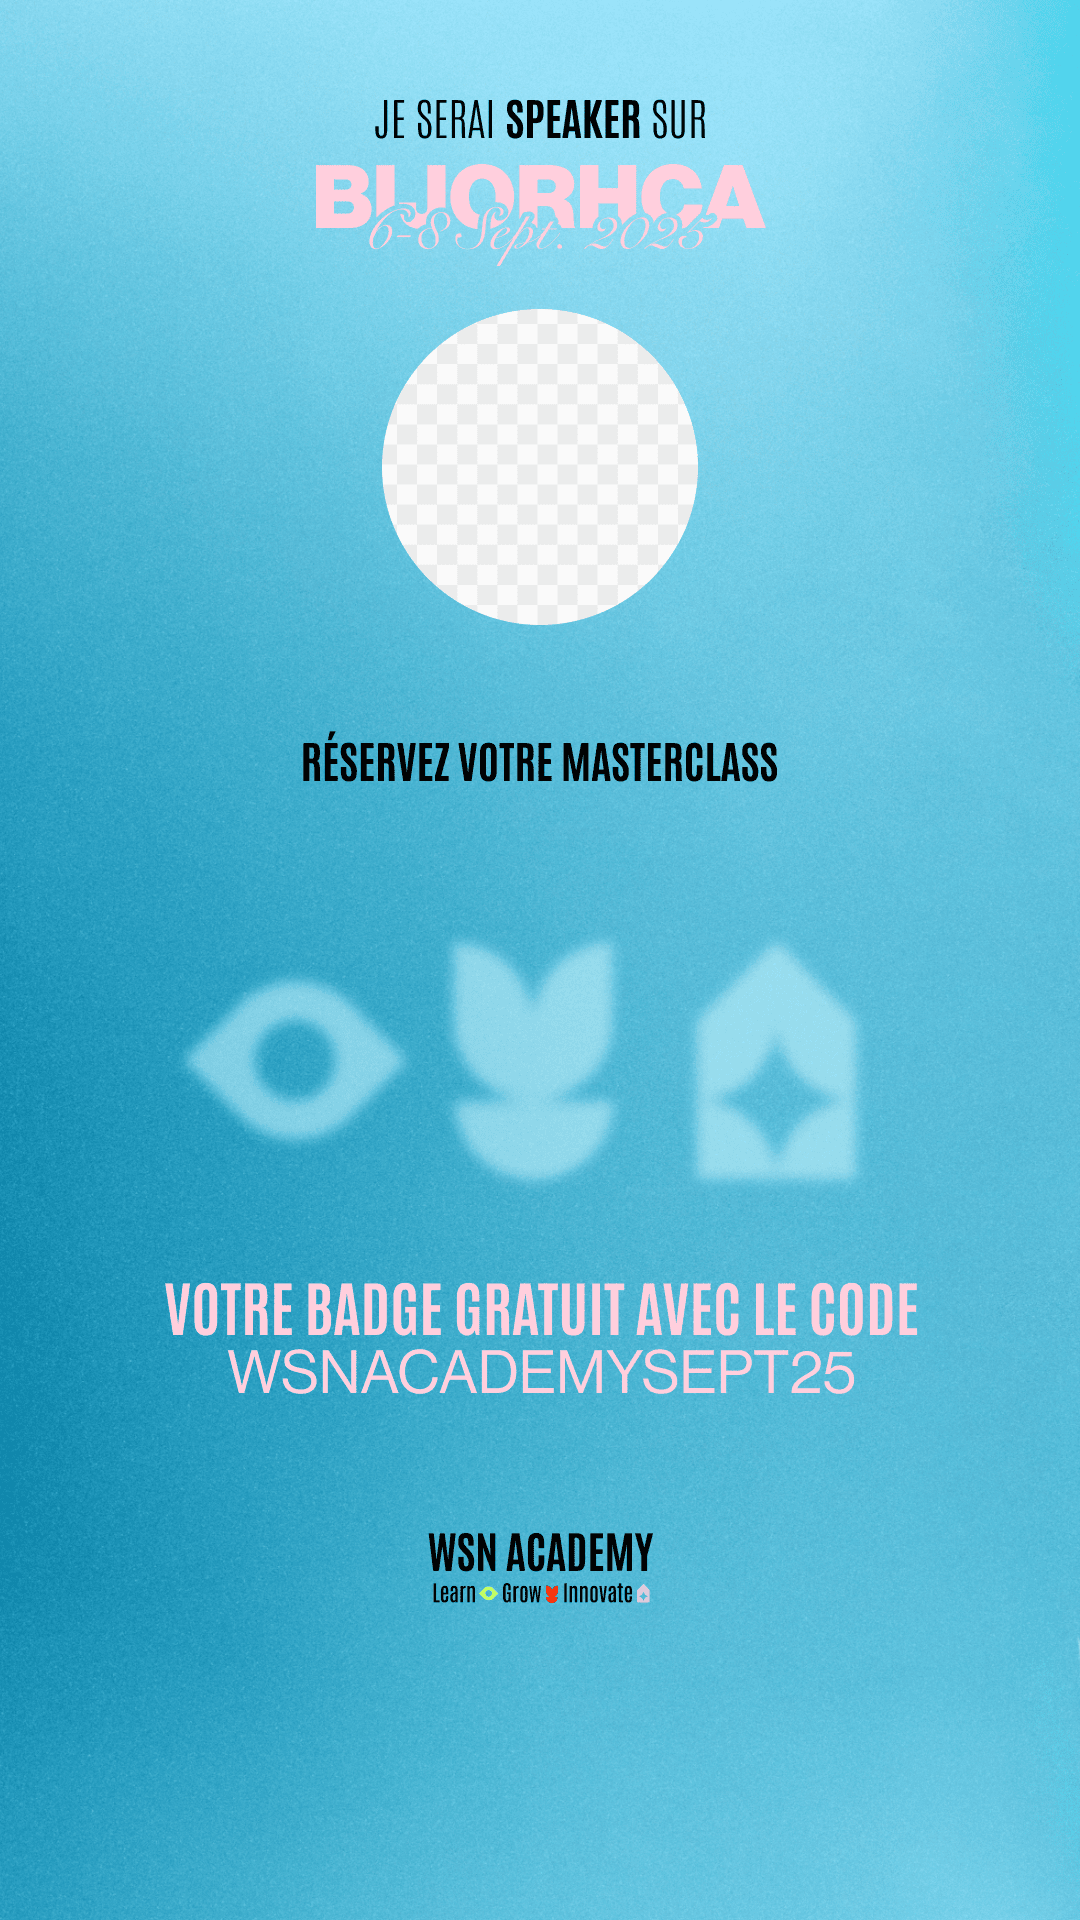 JE SERAI SPEAKER SUR
BIJORHCA
6-8 Sept. 2025
RÉSERVEZ VOTRE MASTERCLASS
VOTRE BADGE GRATUIT AVEC LE CODE
WSNACADEMYSEPT25
WSN ACADEMY
Learn Grow Innovate